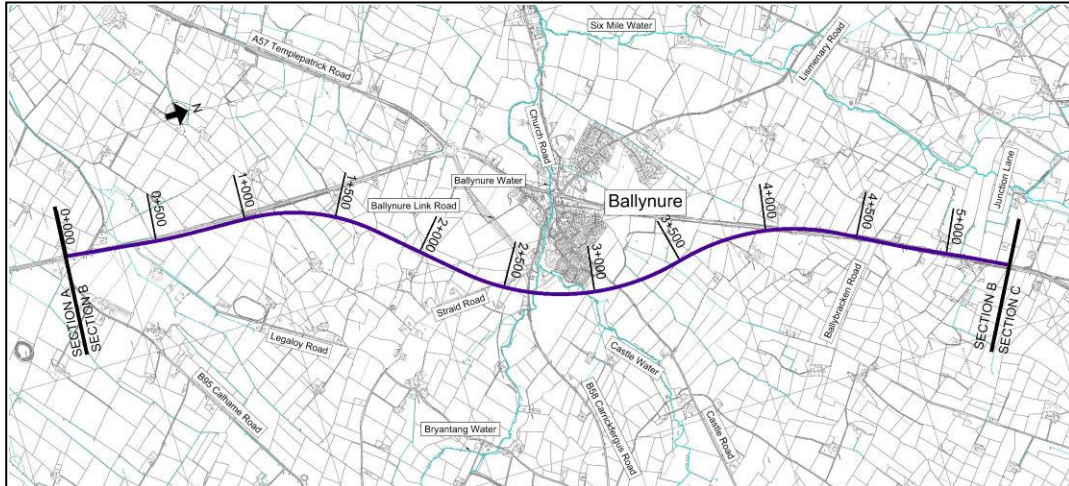 Six Mile Water
A57 Templepatrick Road
Lismenary Road
N
Church Road
Junction Lane
Ballynure Water
Ballynure
Ballynure Link Road
0+000
0+500
1+000
1+500
2+000
2+500
3+000
3+500
4+000
4+500
5+000
SECTION A
SECTION B
SECTION B
SECTION C
Straid Road
Ballybracken Road
Legaloy Road
Castle Water
B95 Calhame Road
Bryantang Water
B58 Carrickfergus Road
Castle Road